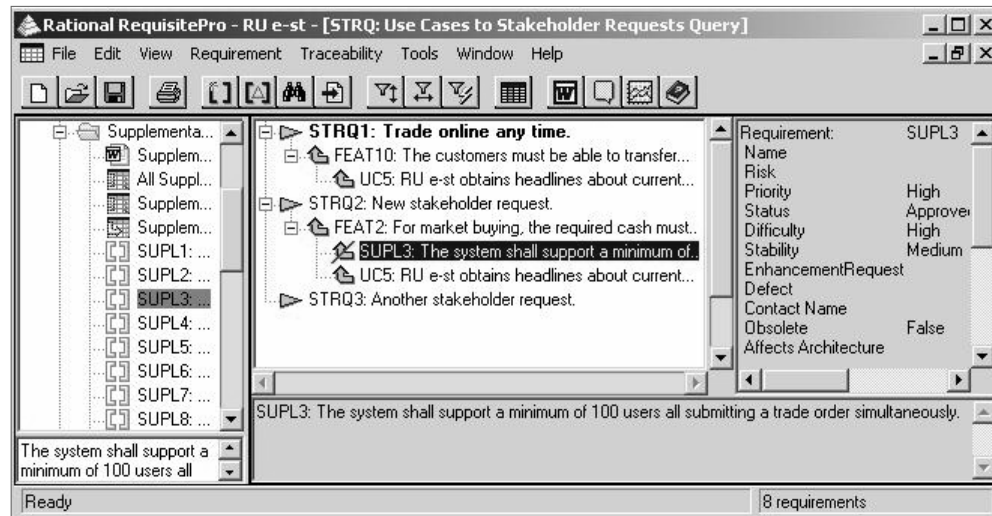 Rational RequisitePro - RU e-st - [STRQ: Use Cases to Stakeholder Requests Query]
File Edit View Requirement Traceability Tools Window Help
Supplementa...
Supplem...
All Suppl...
Supplem...
Supplem...
SUPL1: ...
SUPL2: ...
SUPL3: ...
SUPL4: ...
SUPL5: ...
SUPL6: ...
SUPL7: ...
SUPL8: ...
The system shall support a
minimum of 100 users all
STRQ1: Trade online any time.
FEAT10: The customers must be able to transfer...
UC5: RU e-st obtains headlines about current...
STRQ2: New stakeholder request.
FEAT2: For market buying, the required cash must..
SUPL3: The system shall support a minimum of..
UC5: RU e-st obtains headlines about current...
STRQ3: Another stakeholder request.
Requirement: SUPL3
Name
Risk
Priority High
Status Approve
Difficulty High
Stability Medium
EnhancementRequest
Defect
Contact Name
Obsolete False
Affects Architecture
SUPL3: The system shall support a minimum of 100 users all submitting a trade order simultaneously.
Ready 8 requirements